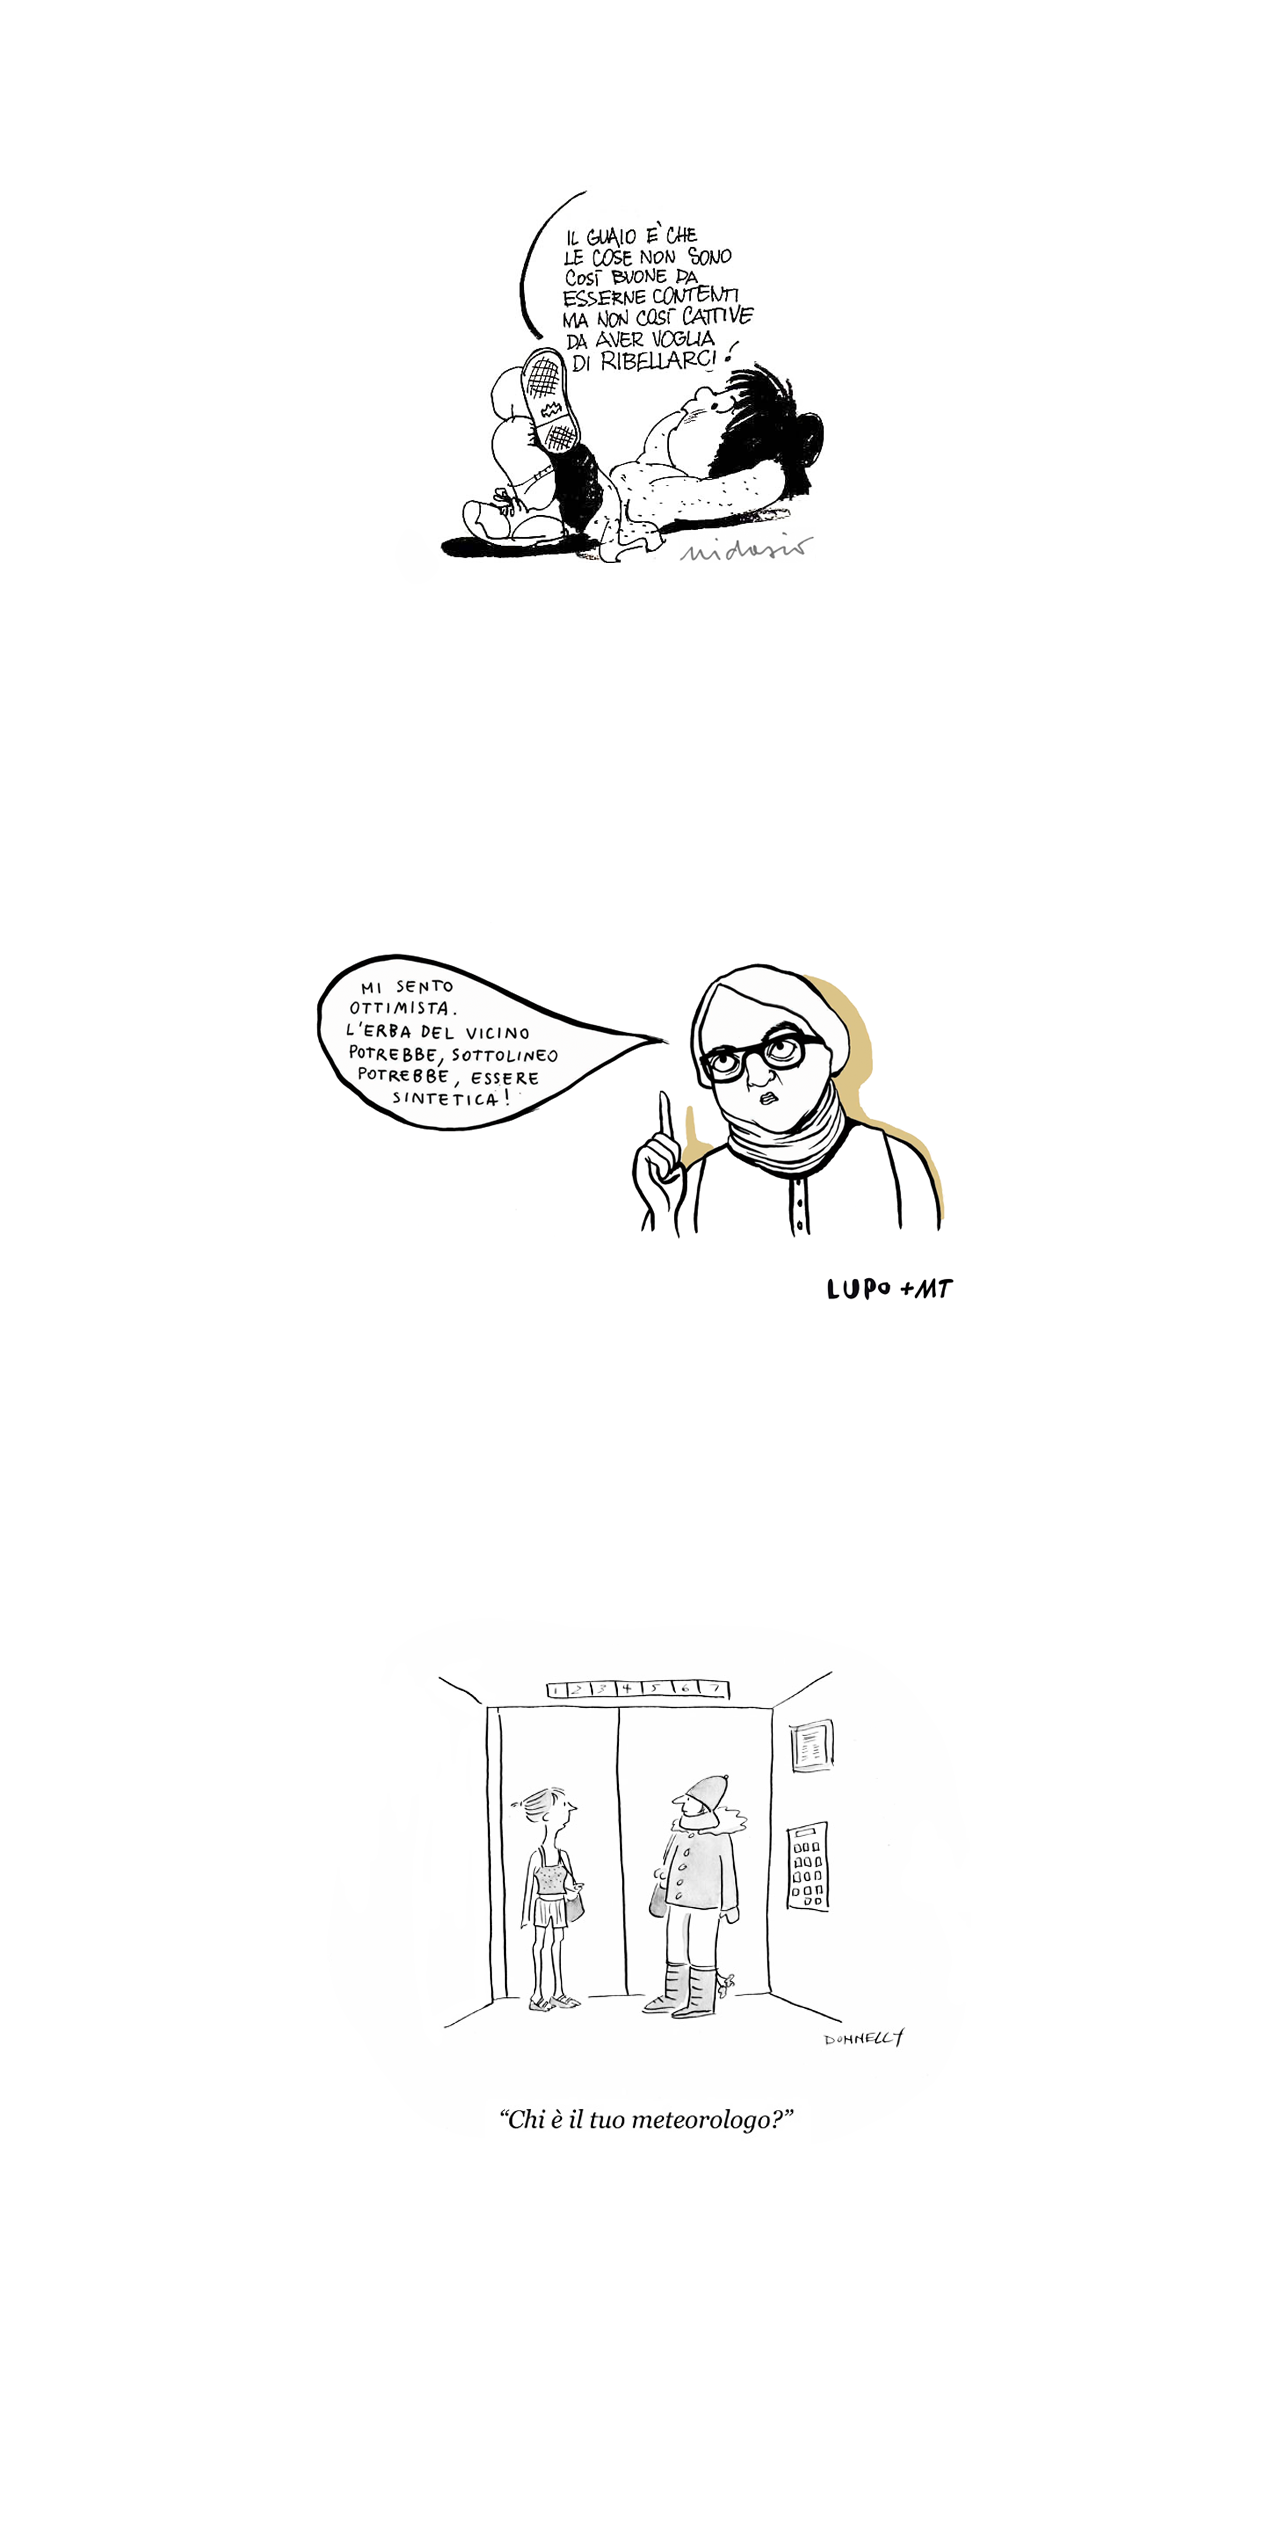 IL GUAIO E' CHE
LE COSE NON SONO
COSÌ BUONE DA
ESSERNE CONTENTI
MA NON COSÌ CATTIVE
DA AVER VOGLIA
DI RIBELLARCI!
nidasio
MI SENTO
OTTIMISTA.
L'ERBA DEL VICINO
POTREBBE, SOTTOLINEO
POTREBBE, ESSERE
SINTETICA!
LUPO + MT
1 2 3 4 5 6 7
DONNELLY
“Chi è il tuo meteorologo?”